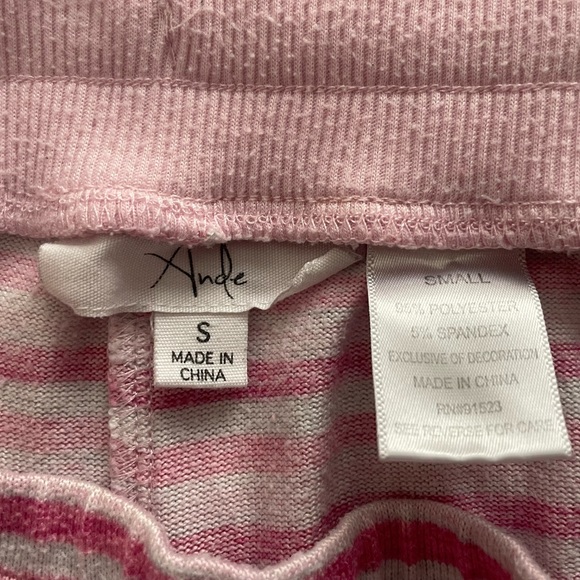 Ande
S
MADE IN
CHINA
SMALL
95% POLYESTER
5% SPANDEX
EXCLUSIVE OF DECORATION
MADE IN CHINA
RN#91523
SEE REVERSE FOR CARE